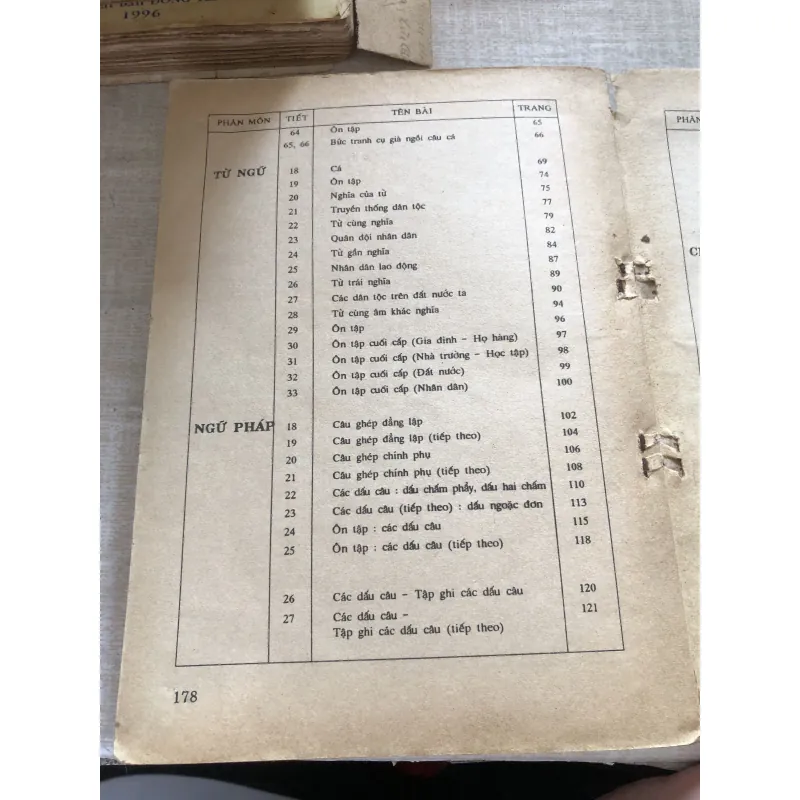 1996
PHÂN MÔN TIẾT TÊN BÀI TRANG
64 Ôn tập 65
65, 66 Bức tranh cụ già ngồi câu cá 66
TỪ NGỮ 18 Cá 69
19 Ôn tập 74
20 Nghĩa của từ 75
21 Truyền thống dân tộc 77
22 Từ cùng nghĩa 79
23 Quân đội nhân dân 82
24 Từ gần nghĩa 84
25 Nhân dân lao động 87
26 Từ trái nghĩa 89
27 Các dân tộc trên đất nước ta 90
28 Từ cùng âm khác nghĩa 94
29 Ôn tập 96
30 Ôn tập cuối cấp (Gia đình - Họ hàng) 97
31 Ôn tập cuối cấp (Nhà trường - Học tập) 98
32 Ôn tập cuối cấp (Đất nước) 99
33 Ôn tập cuối cấp (Nhân dân) 100
NGỮ PHÁP 18 Câu ghép đẳng lập 102
19 Câu ghép đẳng lập (tiếp theo) 104
20 Câu ghép chính phụ 106
21 Câu ghép chính phụ (tiếp theo) 108
22 Các dấu câu : dấu chấm phẩy, dấu hai chấm 110
23 Các dấu câu (tiếp theo) : dấu ngoặc đơn 113
24 Ôn tập : các dấu câu 115
25 Ôn tập : các dấu câu (tiếp theo) 118
26 Các dấu câu - Tập ghi các dấu câu 120
27 Các dấu câu - 121
Tập ghi các dấu câu (tiếp theo)
178
PHÂN